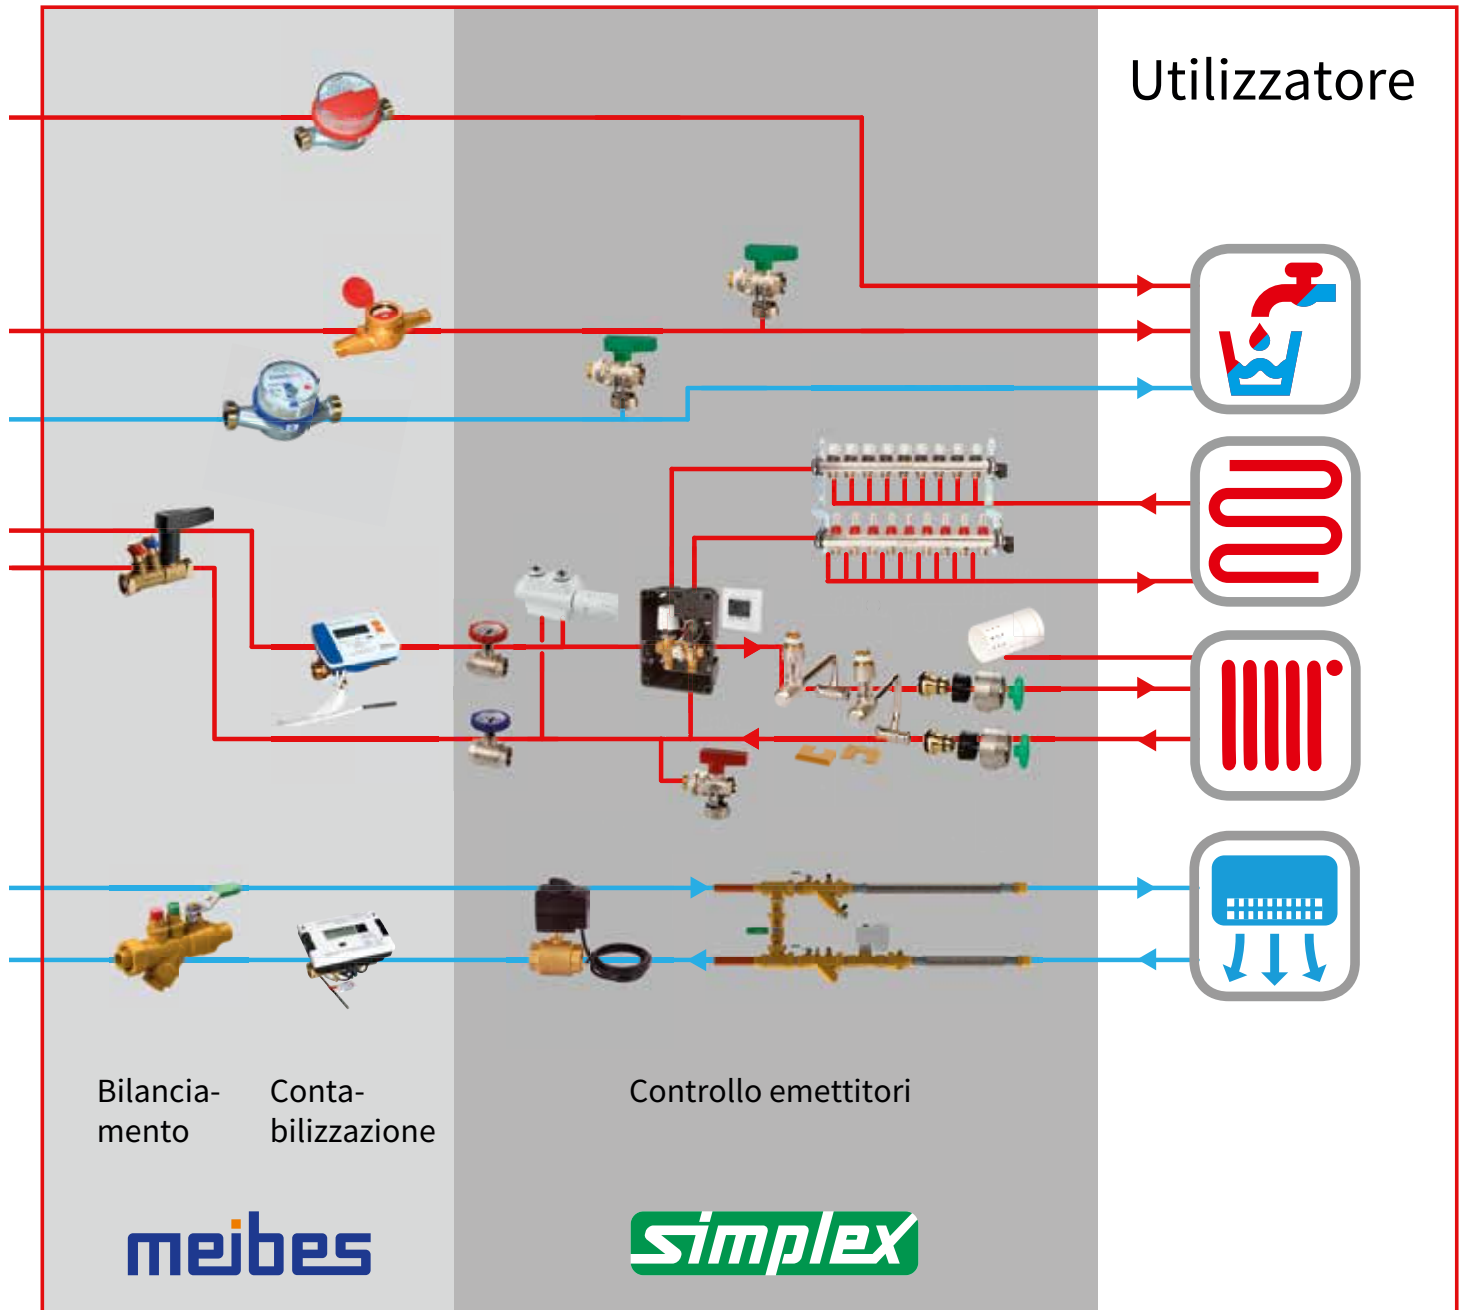 Utilizzatore
Bilancia-
mento
Conta-
bilizzazione
Controllo emettitori
meibes
simplex